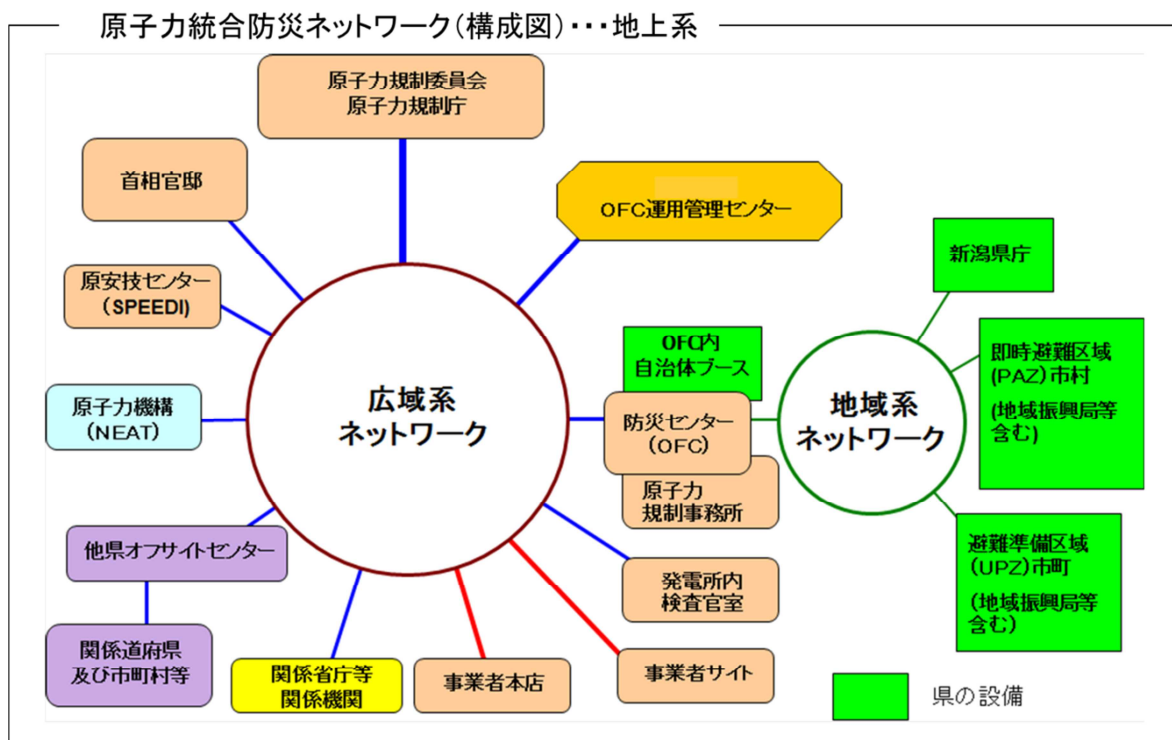 原子力統合防災ネットワーク（構成図）・・・地上系
原子力規制委員会
原子力規制庁
首相官邸
OFC運用管理センター
新潟県庁
原安技センター
（SPEEDI)
OFC内
自治体ブース
即時避難区域
(PAZ)市村
(地域振興局等
含む)
広域系
ネットワーク
地域系
ネットワーク
原子力機構
（NEAT）
防災センター
（OFC）
原子力
規制事務所
他県オフサイトセンター
避難準備区域
(UPZ)市町
(地域振興局等
含む)
発電所内
検査官室
関係道府県
及び市町村等
関係省庁等
関係機関
事業者本店
事業者サイト
県の設備